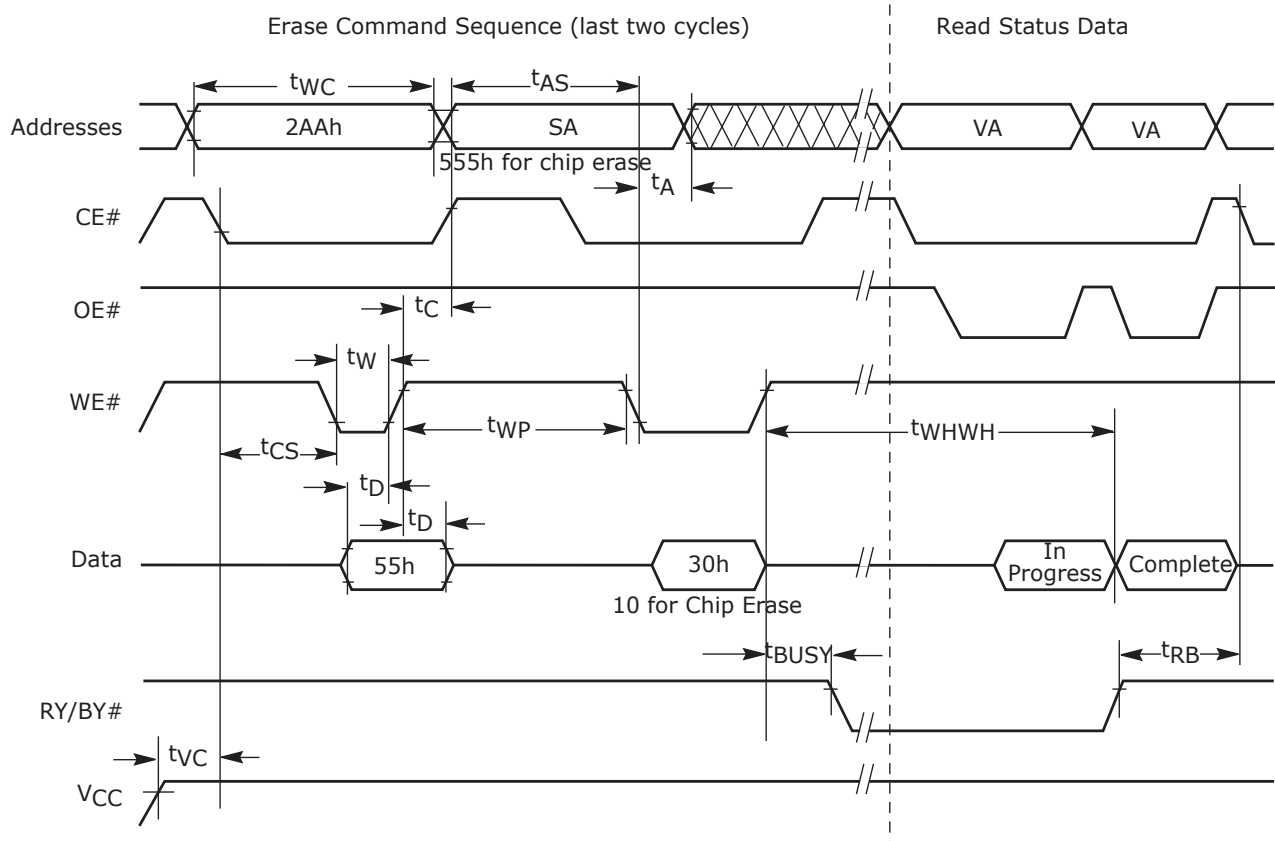 Erase Command Sequence (last two cycles)
Read Status Data
tWC
tAS
Addresses
2AAh
SA
VA
VA
555h for chip erase
tA
CE#
OE#
tC
tW
WE#
tWP
tWHWH
tCS
tD
tD
Data
55h
30h
In
Progress
Complete
10 for Chip Erase
tBUSY
tRB
RY/BY#
tVC
VCC